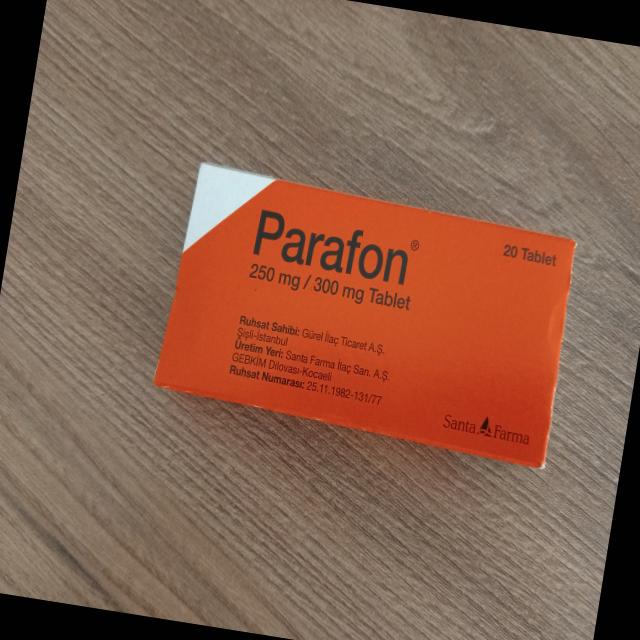 Parafon®
20 Tablet
250 mg / 300 mg Tablet
Ruhsat Sahibi: Gürel İlaç Ticaret A.Ş.
Şişli-İstanbul
Üretim Yeri: Santa Farma İlaç San. A.Ş.
GEBKİM Dilovası-Kocaeli
Ruhsat Numarası: 25.11.1982-131/77
Santa Farma